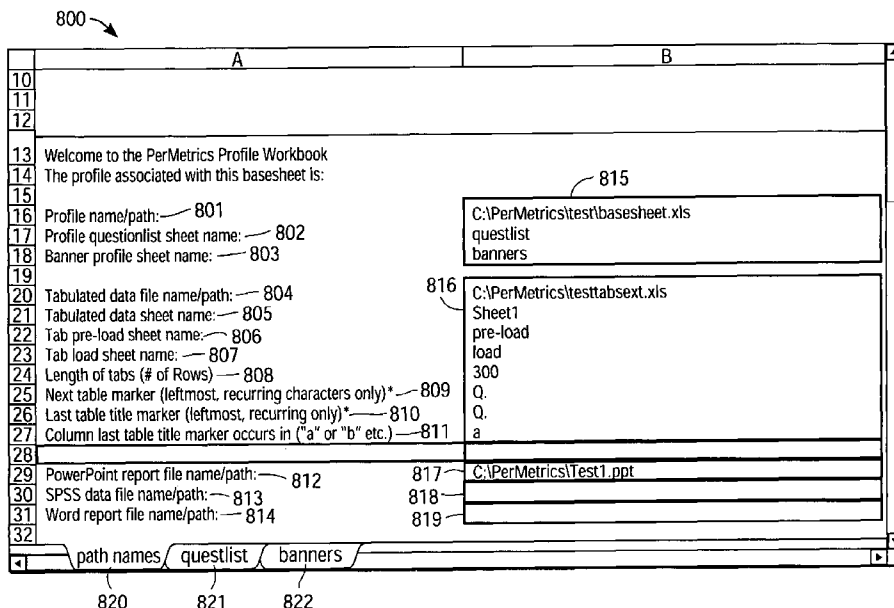 800
A B
10
11
12
13 Welcome to the PerMetrics Profile Workbook
14 The profile associated with this basesheet is:
15 815
16 Profile name/path: 801 C:\PerMetrics\test\basesheet.xls
17 Profile questionlist sheet name: 802 questlist
18 Banner profile sheet name: 803 banners
19
20 Tabulated data file name/path: 804 816 C:\PerMetrics\testtabsext.xls
21 Tabulated data sheet name: 805 Sheet1
22 Tab pre-load sheet name: 806 pre-load
23 Tab load sheet name: 807 load
24 Length of tabs (# of Rows) 808 300
25 Next table marker (leftmost, recurring characters only)* 809 Q.
26 Last table title marker (leftmost, recurring only)* 810 Q.
27 Column last table title marker occurs in ("a" or "b" etc.) 811 a
28
29 PowerPoint report file name/path: 812 817 C:\PerMetrics\Test1.ppt
30 SPSS data file name/path: 813 818
31 Word report file name/path: 814 819
32
path names questlist banners
820 821 822